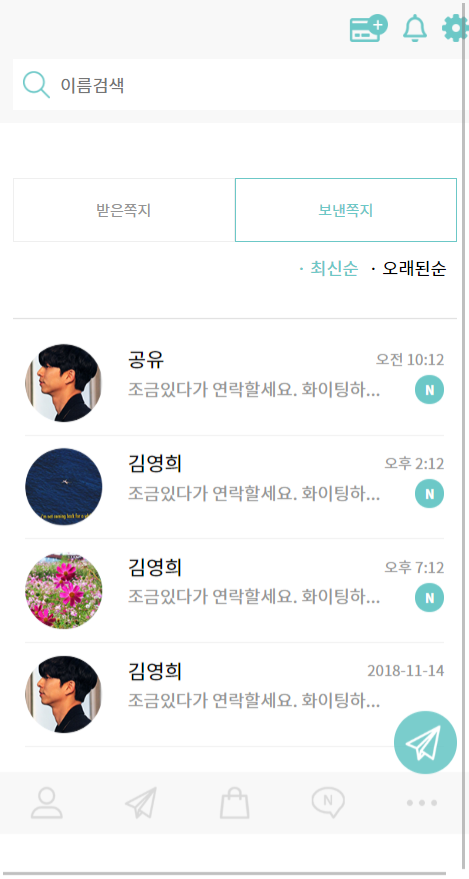 이름검색
받은쪽지
보낸쪽지
· 최신순 · 오래된순
공유
오전 10:12
조금있다가 연락할세요. 화이팅하...
N
김영희
오후 2:12
조금있다가 연락할세요. 화이팅하...
N
김영희
오후 7:12
조금있다가 연락할세요. 화이팅하...
N
김영희
2018-11-14
조금있다가 연락할세요. 화이팅하...
N